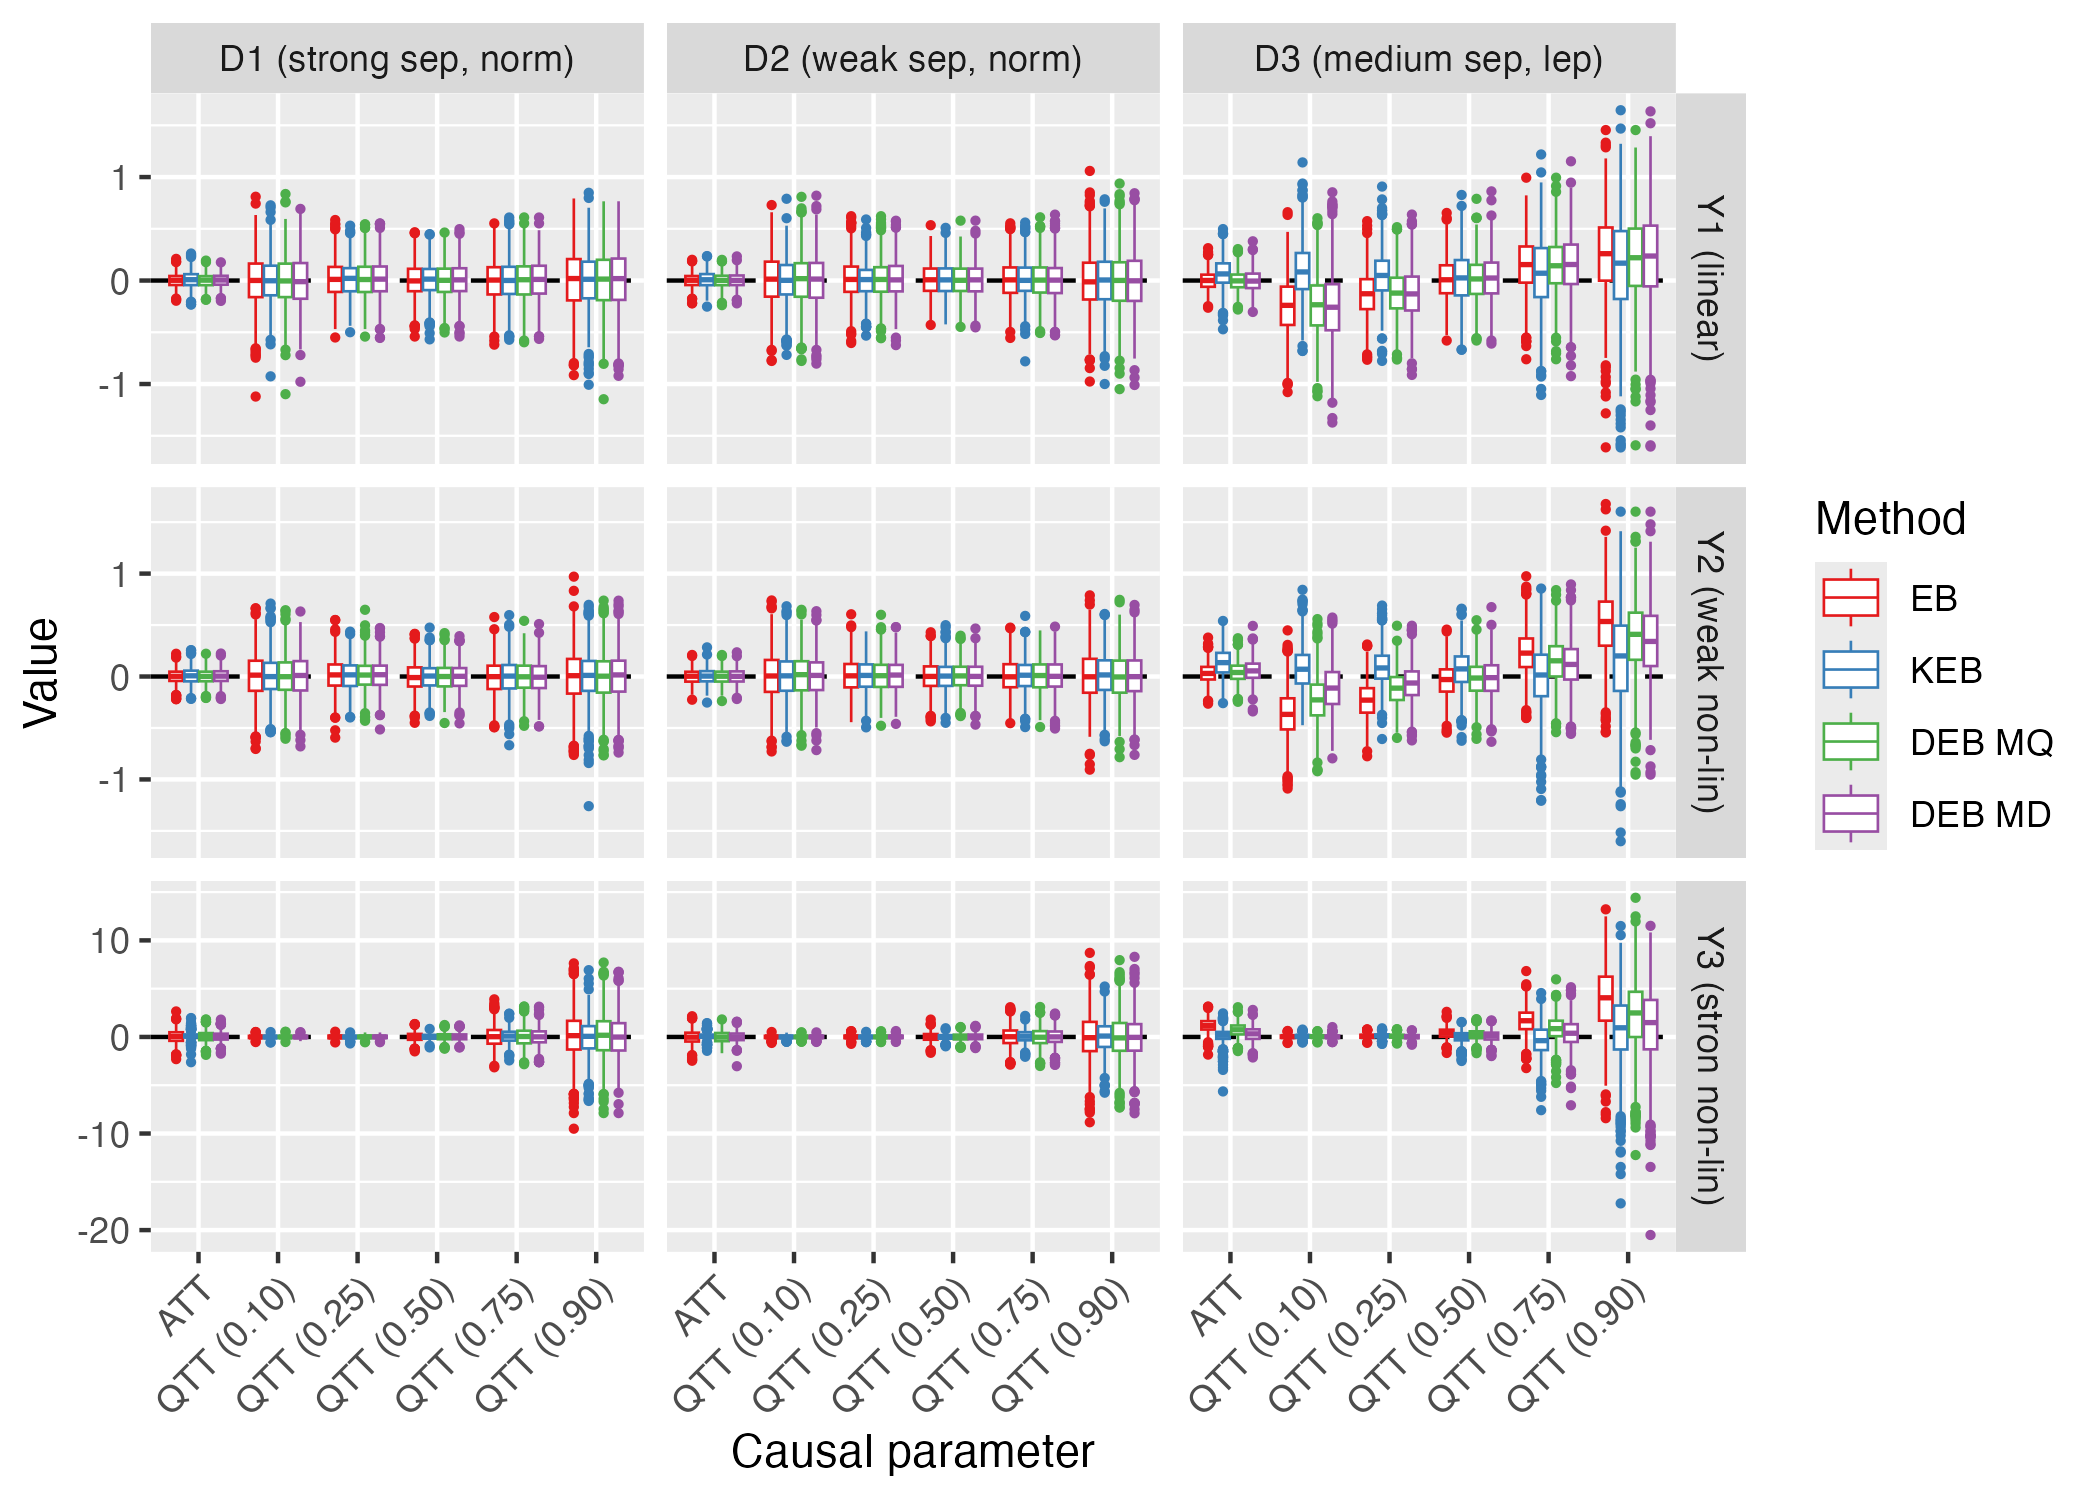 D1 (strong sep, norm)
D2 (weak sep, norm)
D3 (medium sep, lep)
1
0
-1
Y1 (linear)
1
0
-1
Y2 (weak non-lin)
10
0
-10
-20
Y3 (stron non-lin)
Value
ATT
QTT (0.10)
QTT (0.25)
QTT (0.50)
QTT (0.75)
QTT (0.90)
ATT
QTT (0.10)
QTT (0.25)
QTT (0.50)
QTT (0.75)
QTT (0.90)
ATT
QTT (0.10)
QTT (0.25)
QTT (0.50)
QTT (0.75)
QTT (0.90)
Causal parameter
Method
EB
KEB
DEB MQ
DEB MD